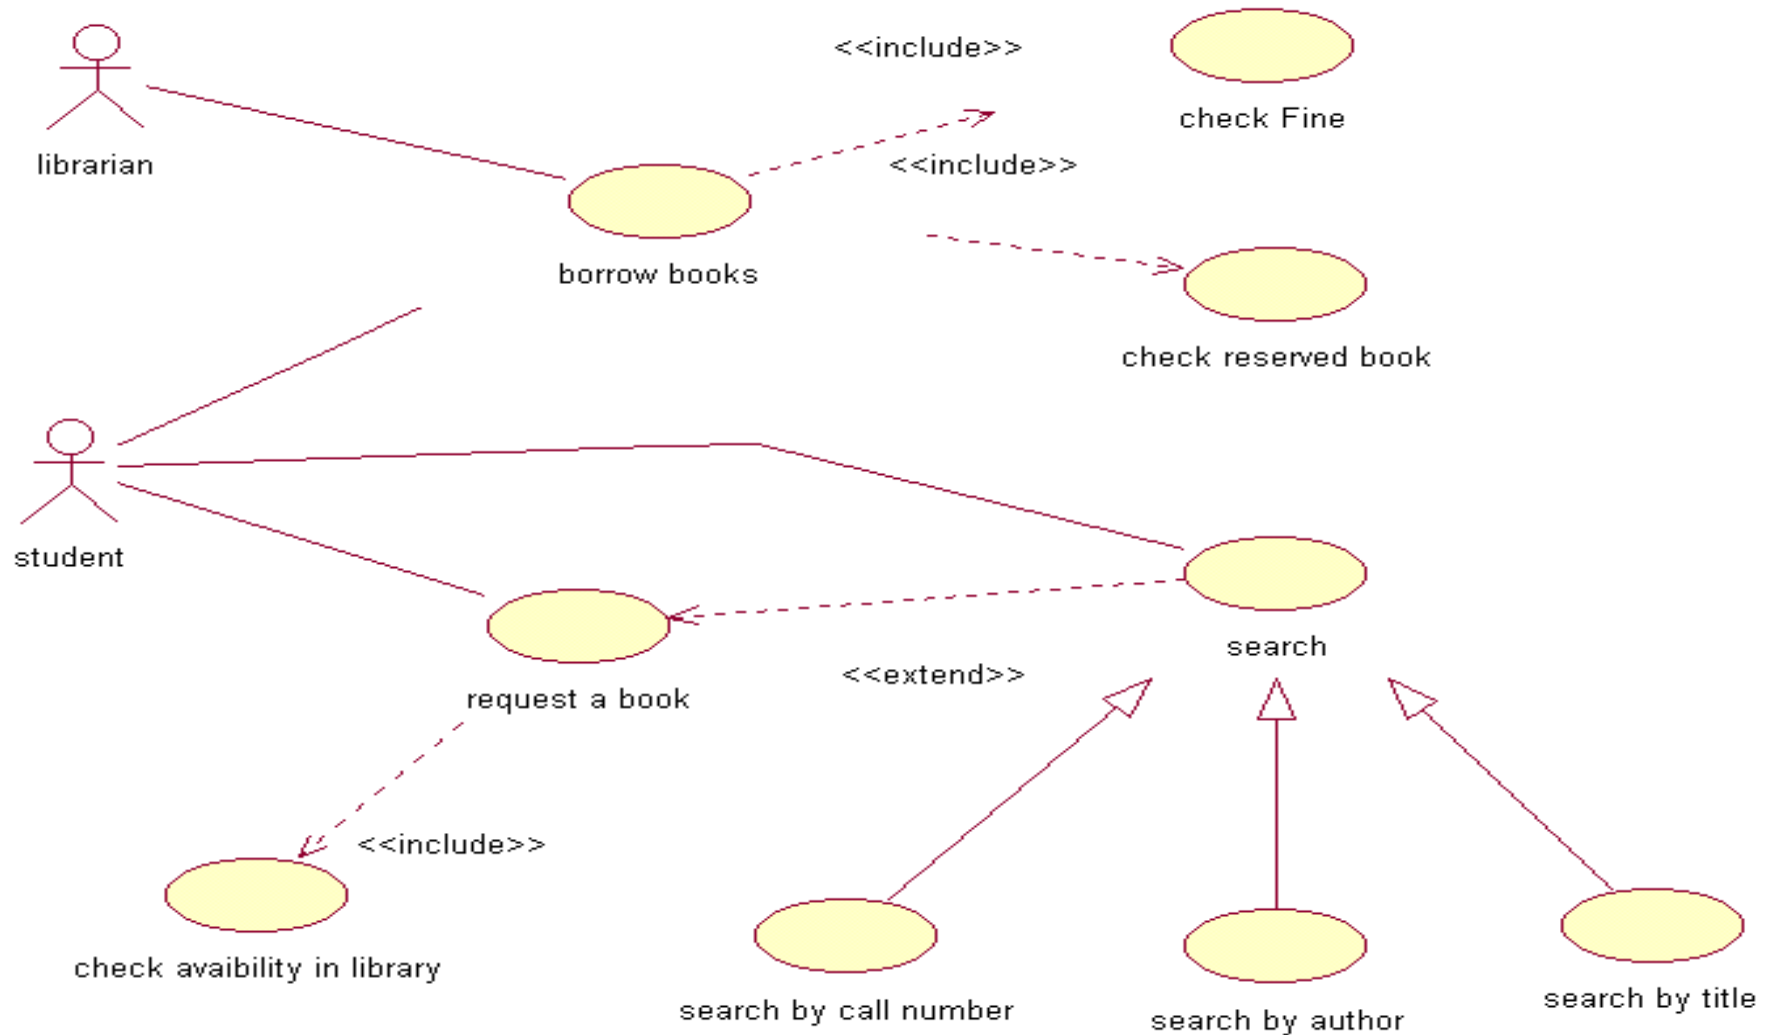 <<include>>
check Fine
librarian
<<include>>
borrow books
check reserved book
student
search
<<extend>>
request a book
<<include>>
check avaibility in library
search by call number
search by author
search by title